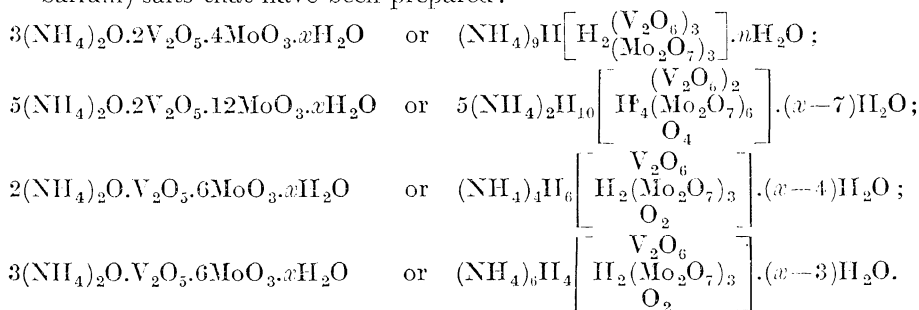 barium) salts that have been prepared :
3(NH₄)₂O.2V₂O₅.4MoO₃.xH₂O or (NH₄)₉H[H₂(V₂O₆)₃(Mo₂O₇)₃].nH₂O ;
5(NH₄)₂O.2V₂O₅.12MoO₃.xH₂O or 5(NH₄)₂H₁₀[(V₂O₆)₂ H₄(Mo₂O₇)₆ O₄].(x—7)H₂O ;
2(NH₄)₂O.V₂O₅.6MoO₃.xH₂O or (NH₄)₄H₆[V₂O₆ H₂(Mo₂O₇)₃ O₂].(x—4)H₂O ;
3(NH₄)₂O.V₂O₅.6MoO₃.xH₂O or (NH₄)₆H₄[V₂O₆ H₂(Mo₂O₇)₃ O₂].(x—3)H₂O.